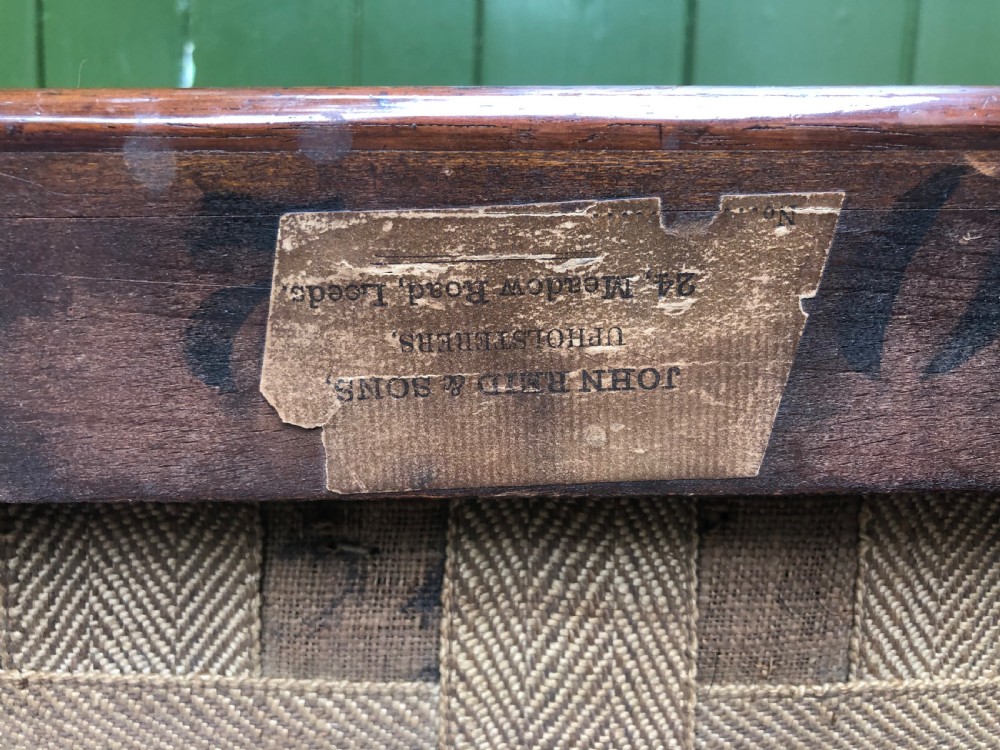 JOHN REID & SONS,
UPHOLSTERERS,
24, Meadow Road, Leeds.
No.